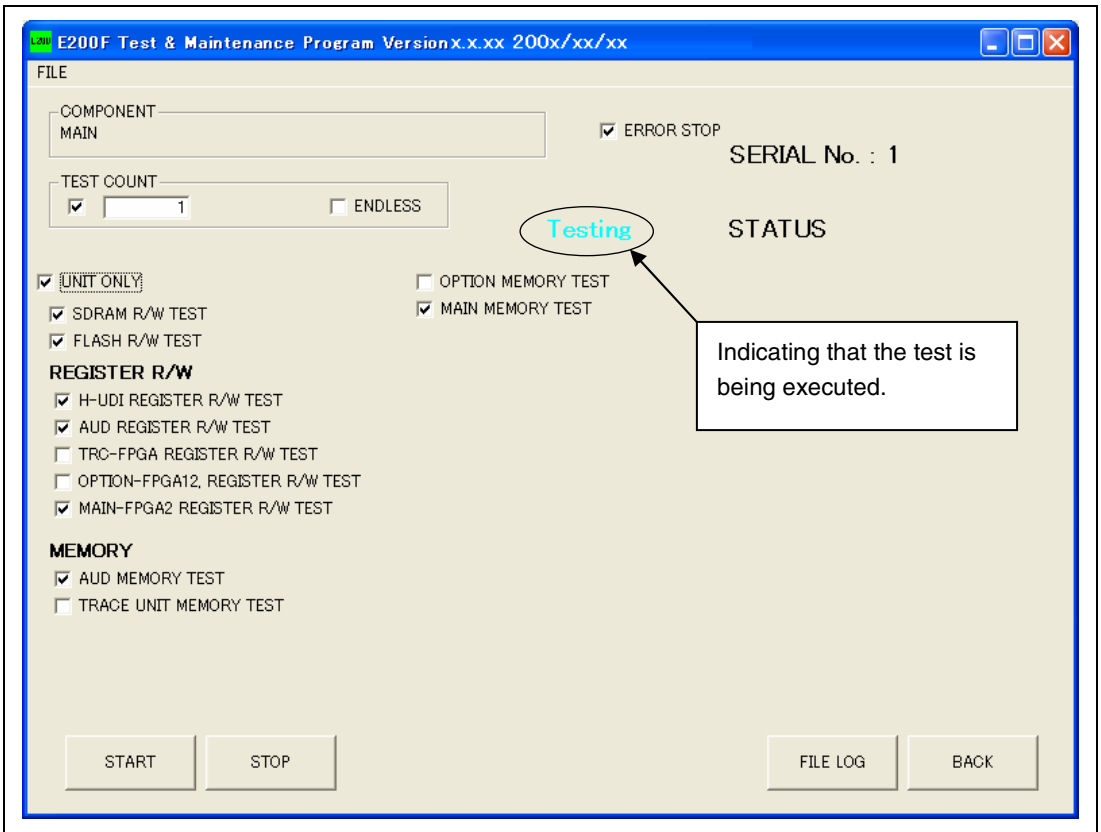 L200 E200F Test & Maintenance Program Versionx.x.xx 200x/xx/xx
FILE
COMPONENT
MAIN
ERROR STOP
SERIAL No. : 1
TEST COUNT
1
ENDLESS
Testing
STATUS
UNIT ONLY
OPTION MEMORY TEST
SDRAM R/W TEST
MAIN MEMORY TEST
FLASH R/W TEST
Indicating that the test is
being executed.
REGISTER R/W
H-UDI REGISTER R/W TEST
AUD REGISTER R/W TEST
TRC-FPGA REGISTER R/W TEST
OPTION-FPGA12, REGISTER R/W TEST
MAIN-FPGA2 REGISTER R/W TEST
MEMORY
AUD MEMORY TEST
TRACE UNIT MEMORY TEST
START
STOP
FILE LOG
BACK